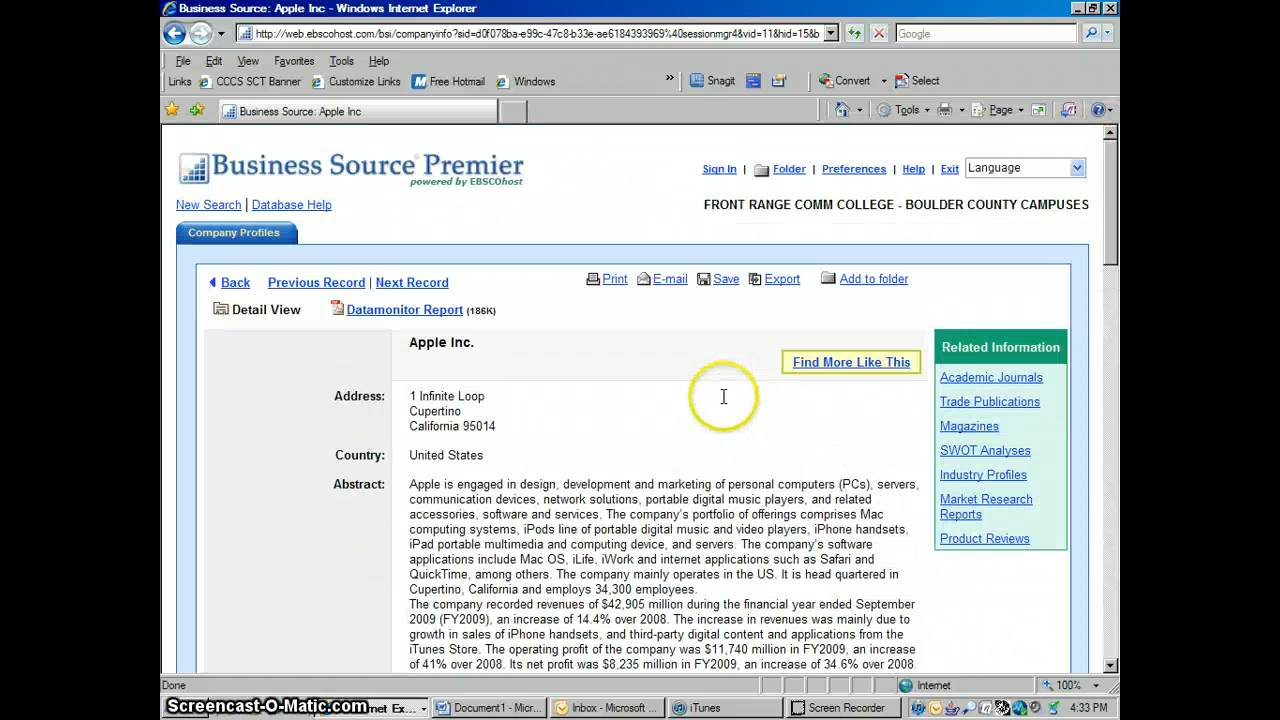 Business Source: Apple Inc - Windows Internet Explorer
http://web.ebscohost.com/bsi/companyinfo?sid=d0f078ba-e99c-47c8-b33e-ae6184393969%40sessionmgr4&vid=11&hid=15&b
Google
File Edit View Favorites Tools Help
Links CCCS SCT Banner Customize Links Free Hotmail Windows » Snagit Convert Select
Business Source: Apple Inc Tools Page
Business Source Premier
powered by EBSCOhost
Sign In | Folder | Preferences | Help | Exit Language
New Search | Database Help FRONT RANGE COMM COLLEGE - BOULDER COUNTY CAMPUSES
Company Profiles
Back Previous Record | Next Record Print E-mail Save Export Add to folder
Detail View Datamonitor Report (186K)
Apple Inc.
Find More Like This
Address: 1 Infinite Loop
Cupertino
California 95014
Country: United States
Abstract: Apple is engaged in design, development and marketing of personal computers (PCs), servers,
communication devices, network solutions, portable digital music players, and related
accessories, software and services. The company's portfolio of offerings comprises Mac
computing systems, iPods line of portable digital music and video players, iPhone handsets,
iPad portable multimedia and computing device, and servers. The company's software
applications include Mac OS, iLife, iWork and internet applications such as Safari and
QuickTime, among others. The company mainly operates in the US. It is head quartered in
Cupertino, California and employs 34,300 employees.
The company recorded revenues of $42,905 million during the financial year ended September
2009 (FY2009), an increase of 14.4% over 2008. The increase in revenues was mainly due to
growth in sales of iPhone handsets, and third-party digital content and applications from the
iTunes Store. The operating profit of the company was $11,740 million in FY2009, an increase
of 41% over 2008. Its net profit was $8,235 million in FY2009, an increase of 34.6% over 2008.
Related Information
Academic Journals
Trade Publications
Magazines
SWOT Analyses
Industry Profiles
Market Research
Reports
Product Reviews
Done Internet 100%
Screencast-O-Matic.com Internet Ex... Document1 - Micr... Inbox - Microsoft ... iTunes Screen Recorder 4:33 PM